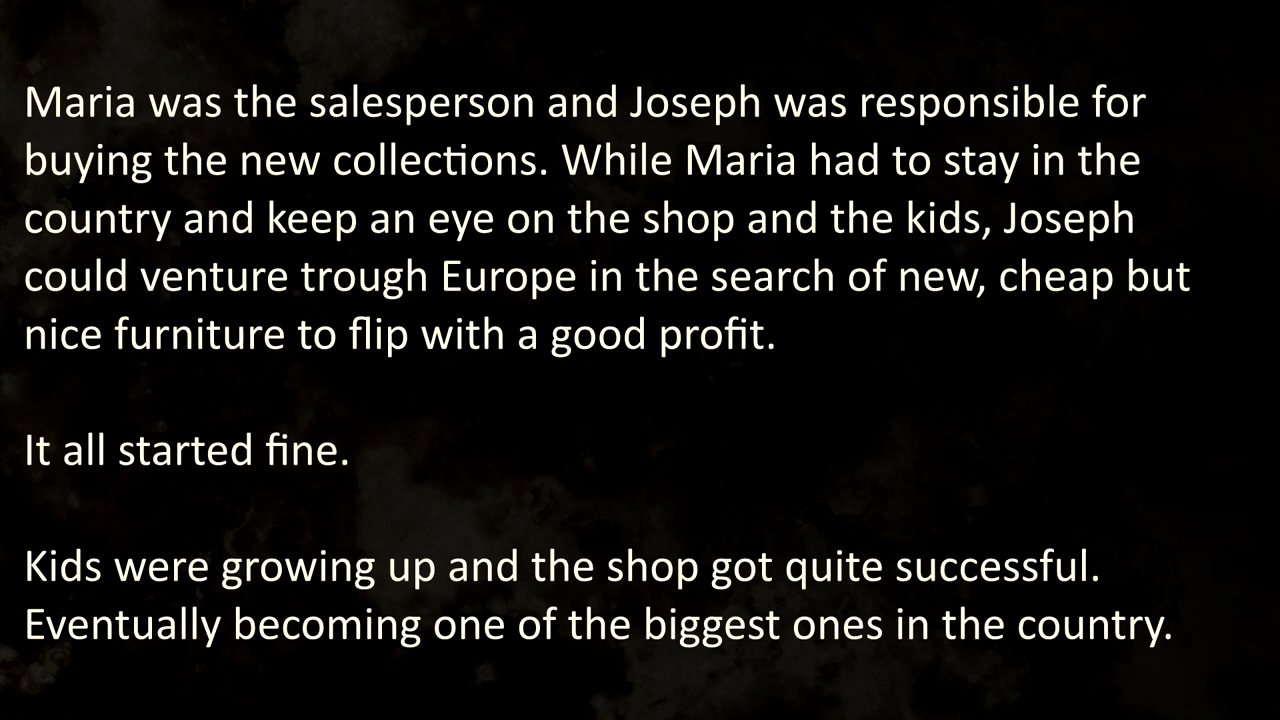 Maria was the salesperson and Joseph was responsible for
buying the new collections. While Maria had to stay in the
country and keep an eye on the shop and the kids, Joseph
could venture trough Europe in the search of new, cheap but
nice furniture to flip with a good profit.
It all started fine.
Kids were growing up and the shop got quite successful.
Eventually becoming one of the biggest ones in the country.